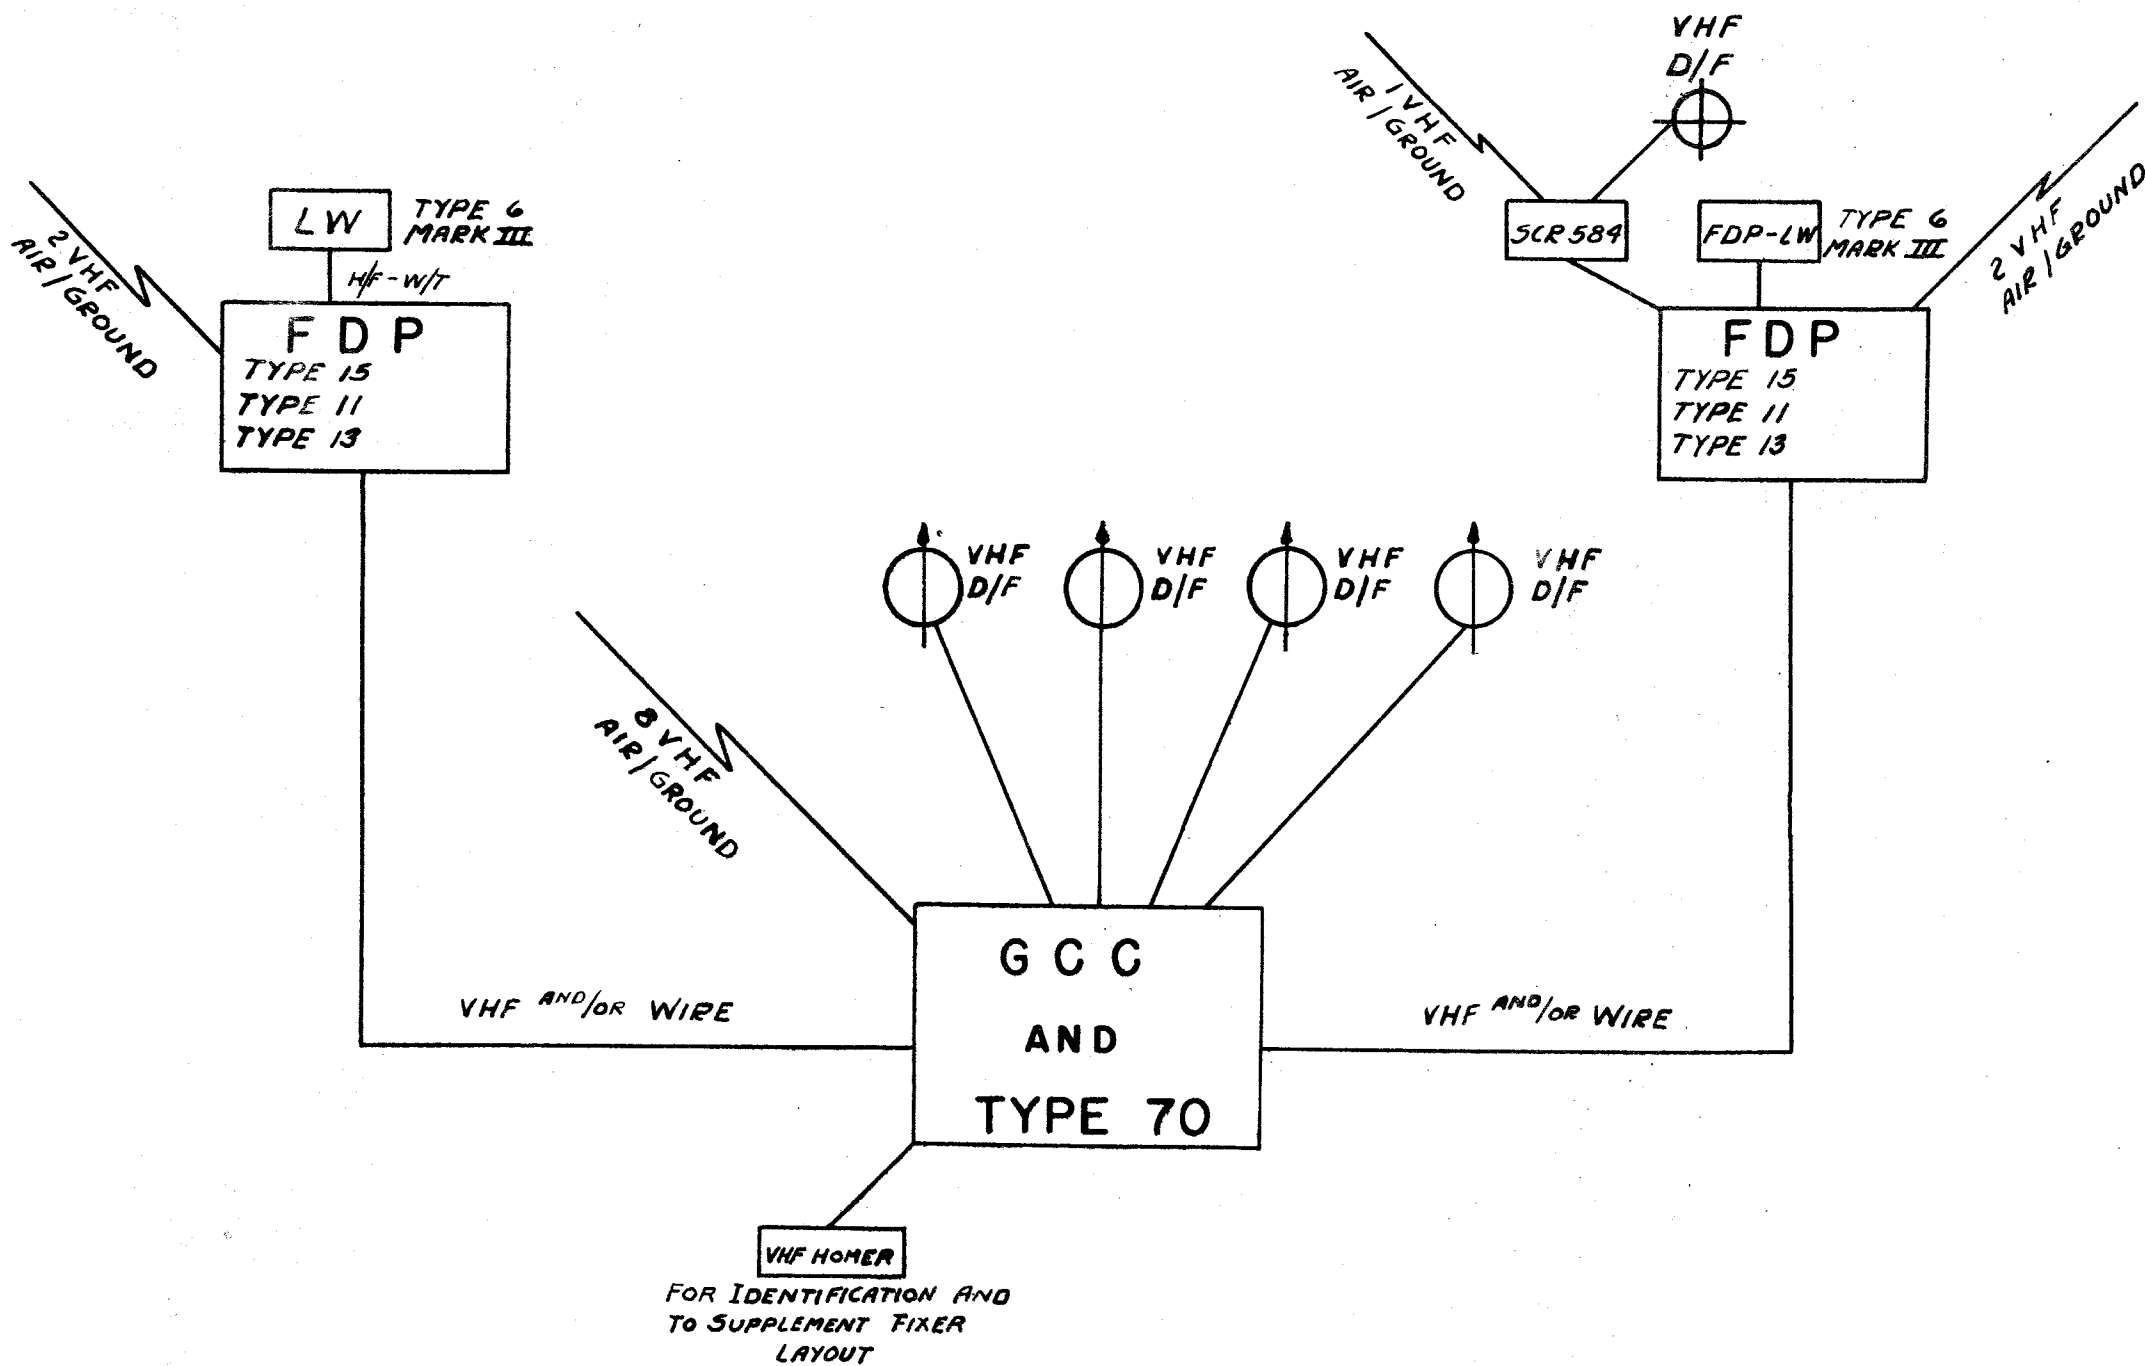 VHF
D/F
1 VHF
AIR/GROUND
2 VHF
AIR/GROUND
LW
TYPE 6
MARK III
H/F-W/T
SCR 584
FDP-LW
TYPE 6
MARK III
2 VHF
AIR/GROUND
FDP
TYPE 15
TYPE 11
TYPE 13
FDP
TYPE 15
TYPE 11
TYPE 13
VHF
D/F
VHF
D/F
VHF
D/F
VHF
D/F
8 VHF
AIR/GROUND
GCC
AND
TYPE 70
VHF AND/OR WIRE
VHF AND/OR WIRE
VHF HOMER
FOR IDENTIFICATION AND
TO SUPPLEMENT FIXER
LAYOUT